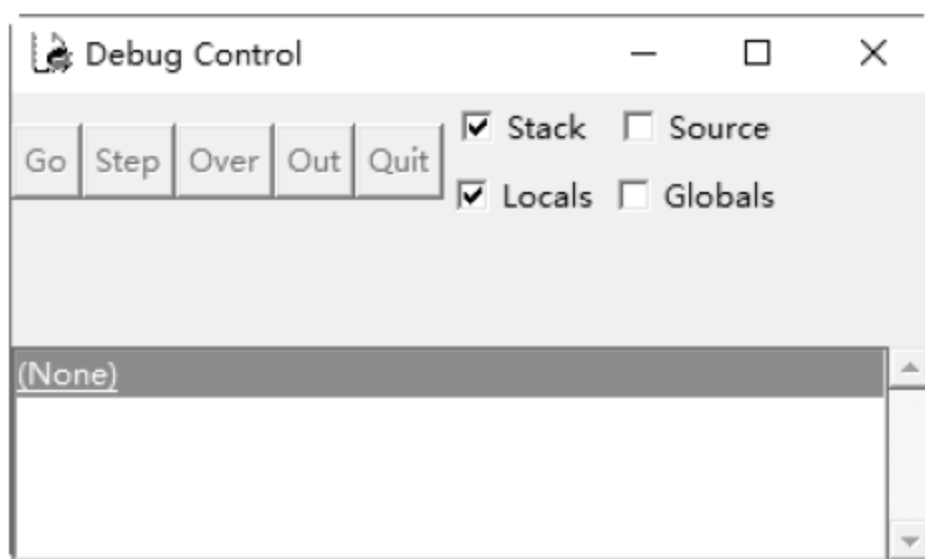 Debug Control
Go Step Over Out Quit
Stack Source
Locals Globals
(None)